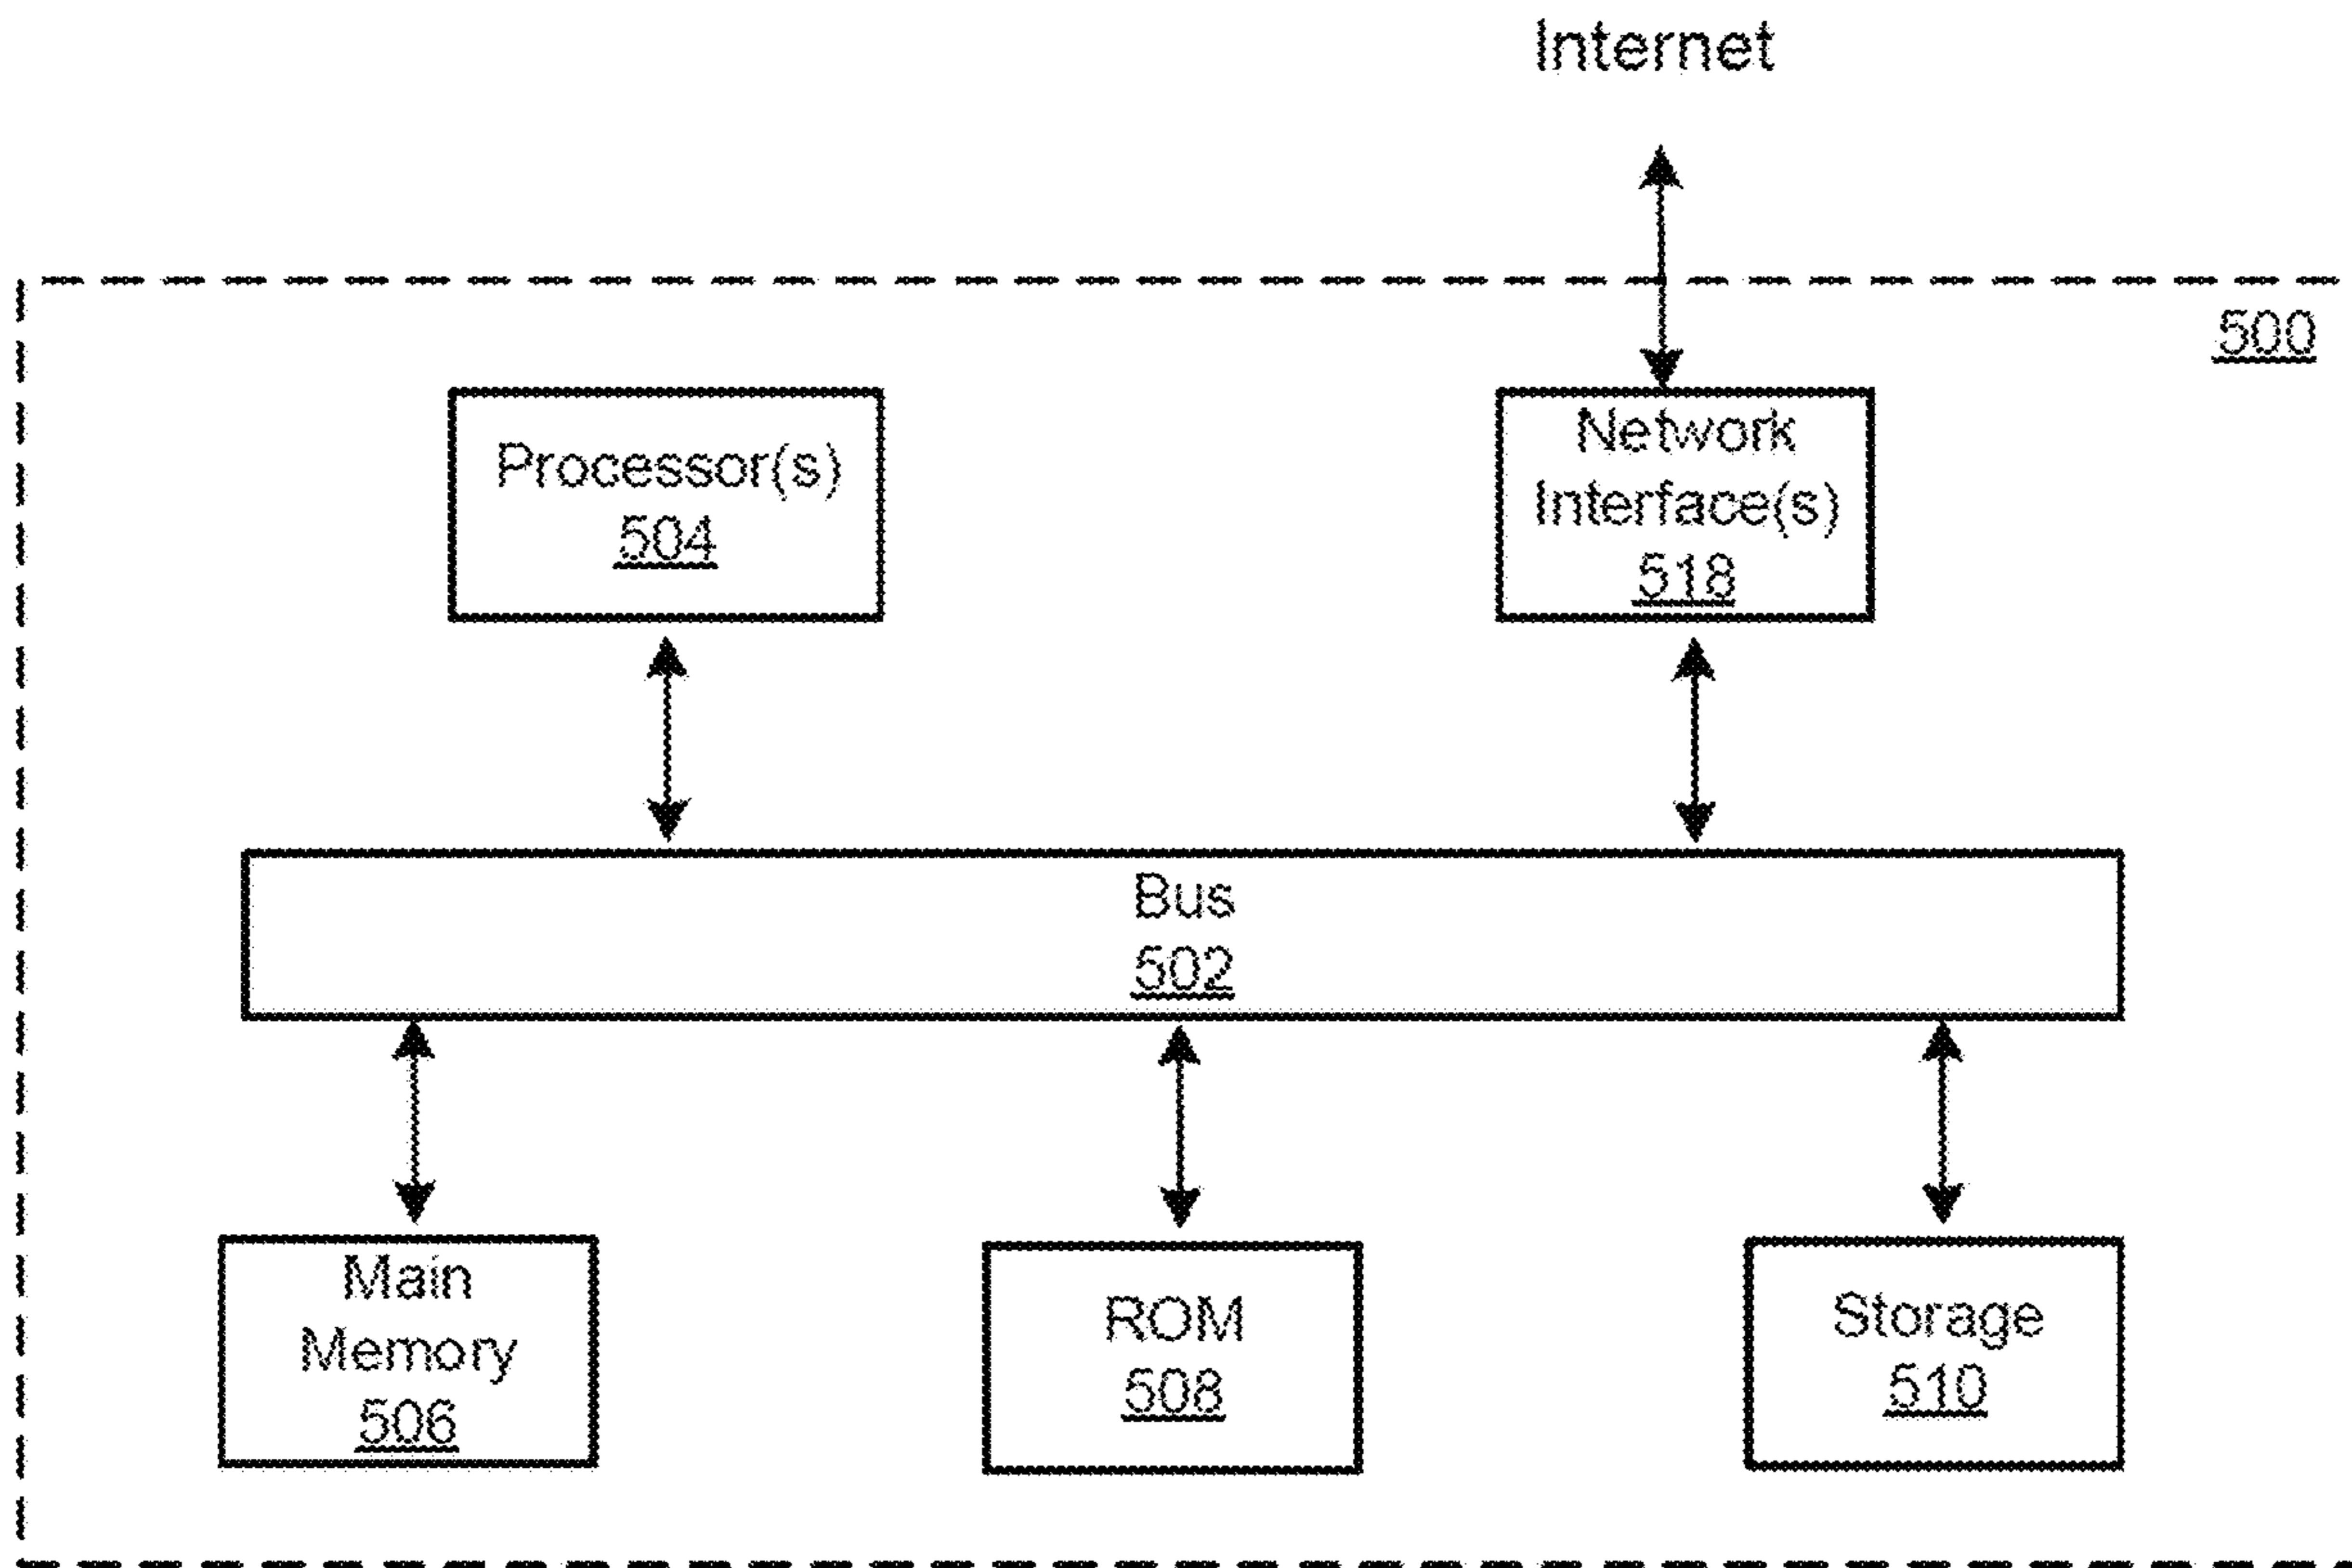 Internet
500
Processor(s)
504
Network
Interface(s)
518
Bus
502
Main
Memory
506
ROM
508
Storage
510